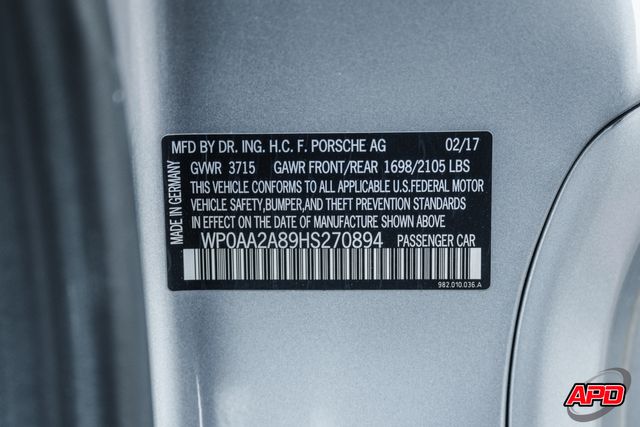 MFD BY DR. ING. H.C. F. PORSCHE AG 02/17
GVWR 3715 GAWR FRONT/REAR 1698/2105 LBS
THIS VEHICLE CONFORMS TO ALL APPLICABLE U.S.FEDERAL MOTOR
VEHICLE SAFETY,BUMPER,AND THEFT PREVENTION STANDARDS
IN EFFECT ON THE DATE OF MANUFACTURE SHOWN ABOVE.
WP0AA2A89HS270894 PASSENGER CAR
982.010.036.A
MADE IN GERMANY
APD